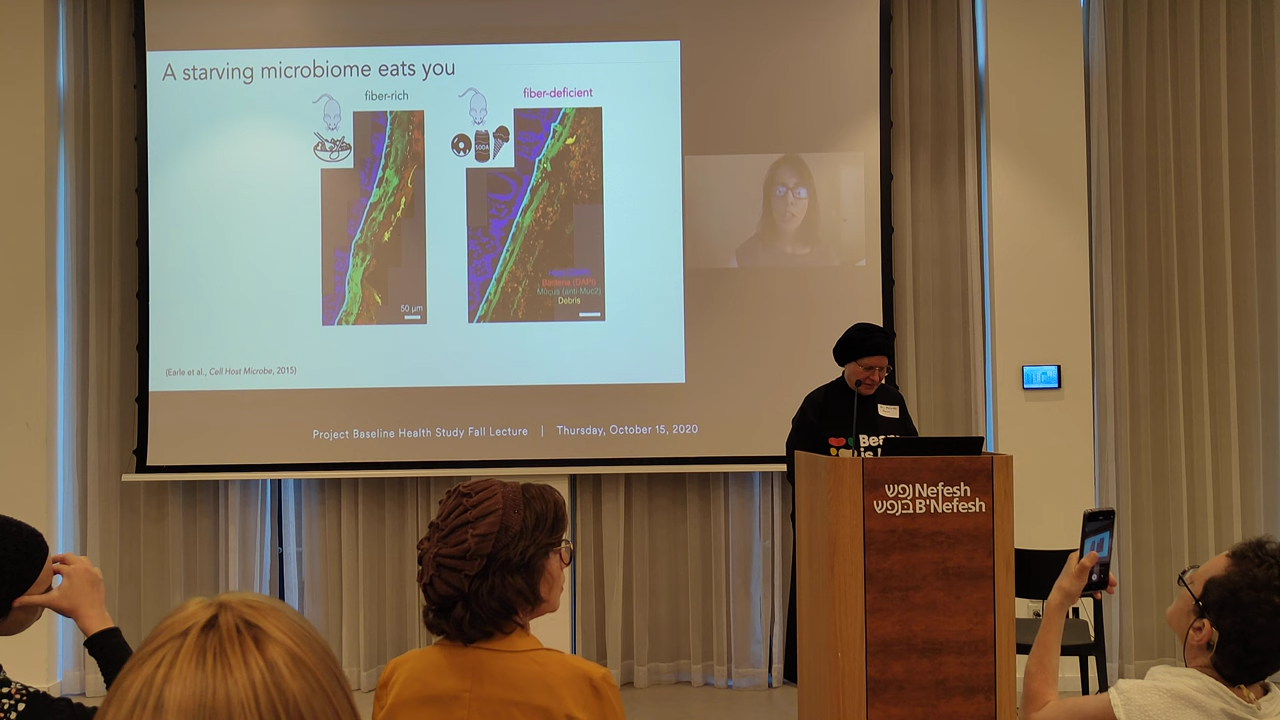 A starving microbiome eats you
fiber-rich
fiber-deficient
SODA
Bacteria (DAPI)
Mucus (anti-Muc2)
Debris
50 µm
(Earle et al., Cell Host Microbe, 2015)
Project Baseline Health Study Fall Lecture | Thursday, October 15, 2020
נפש Nefesh
בנפש B'Nefesh